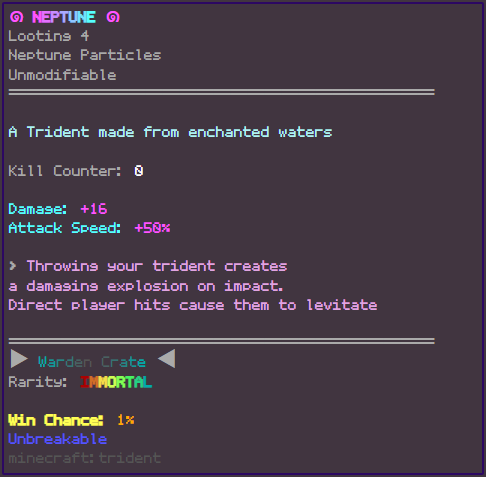 NEPTUNE
Looting 4
Neptune Particles
Unmodifiable
A Trident made from enchanted waters
Kill Counter: 0
Damage: +16
Attack Speed: +50%
> Throwing your trident creates
a damaging explosion on impact.
Direct player hits cause them to levitate
▶ Warden Crate ◀
Rarity: IMMORTAL
Win Chance: 1%
Unbreakable
minecraft:trident